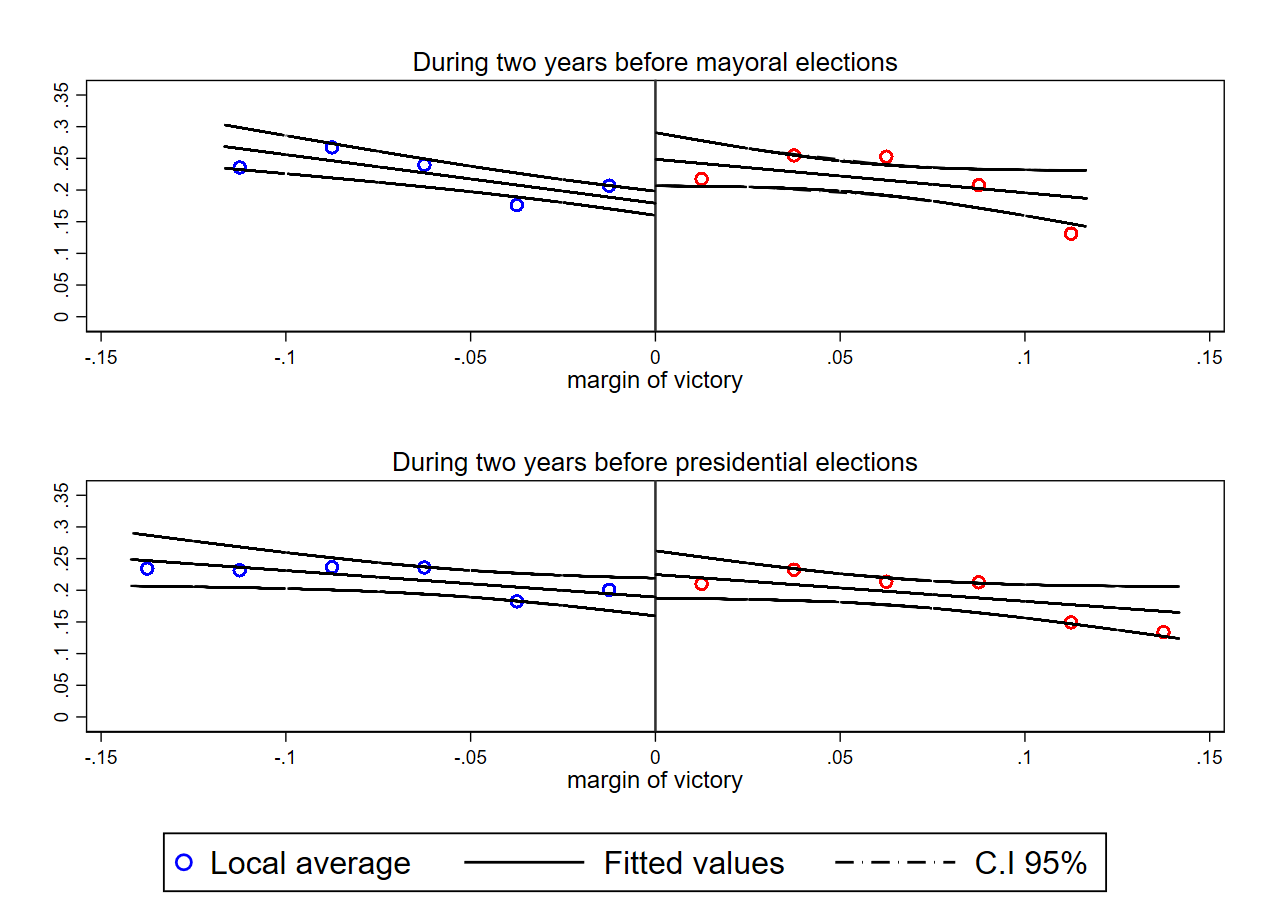 During two years before mayoral elections
.35
.3
.25
.2
.15
.1
.05
0
-.15 -.1 -.05 0 .05 .1 .15
margin of victory
During two years before presidential elections
.35
.3
.25
.2
.15
.1
.05
0
-.15 -.1 -.05 0 .05 .1 .15
margin of victory
Local average Fitted values C.I 95%